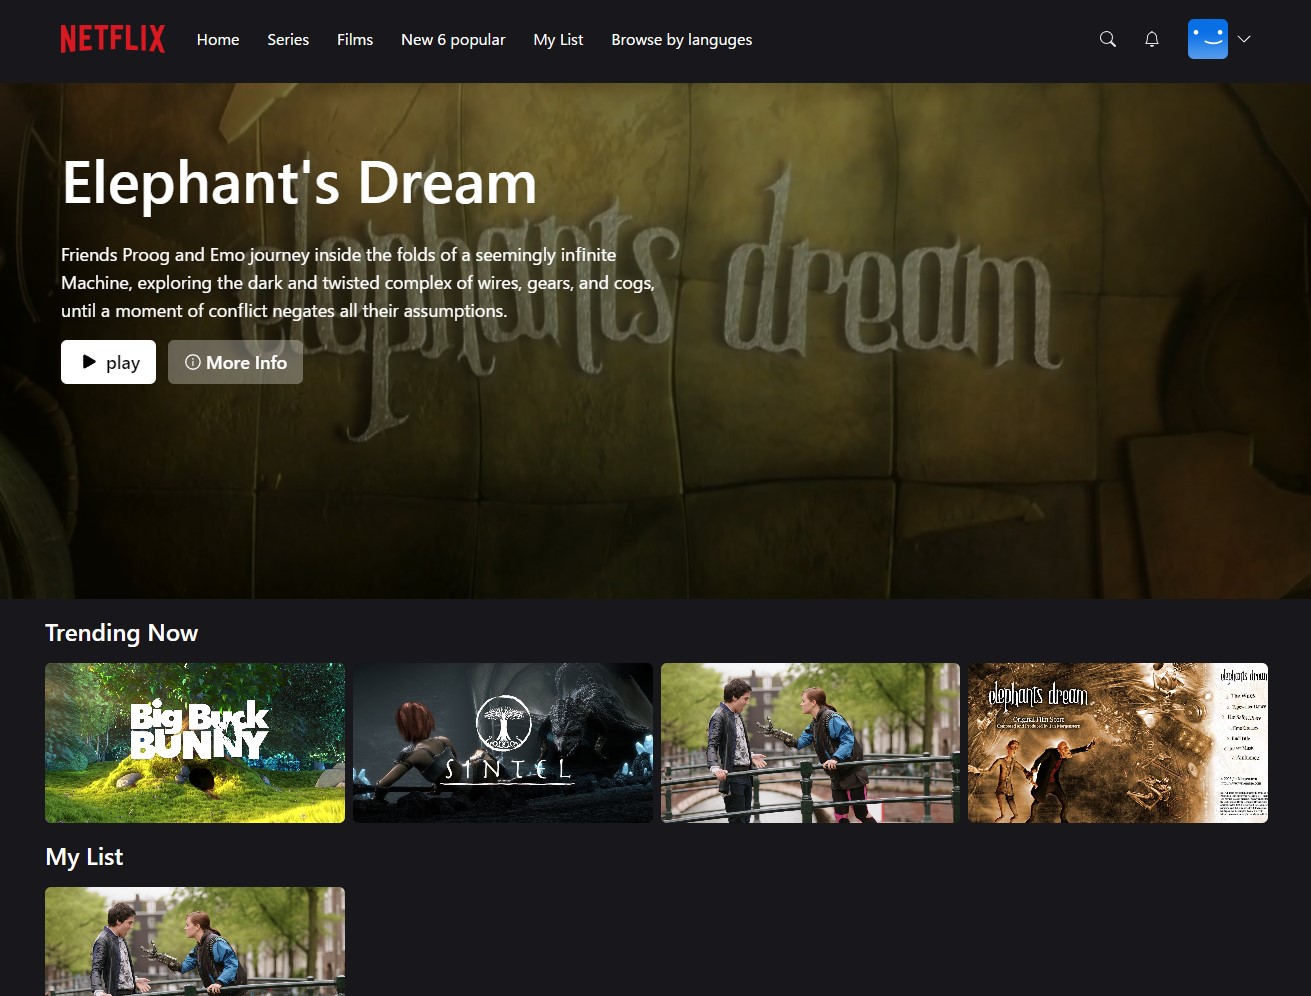 NETFLIX Home Series Films New 6 popular My List Browse by languges
Elephant's Dream
elephants dream
Friends Proog and Emo journey inside the folds of a seemingly infinite
Machine, exploring the dark and twisted complex of wires, gears, and cogs,
until a moment of conflict negates all their assumptions.
play More Info
Trending Now
Big Buck
BUNNY
SINTEL
elephants dream
Original Film Score
elephants dream
The Wires
My List